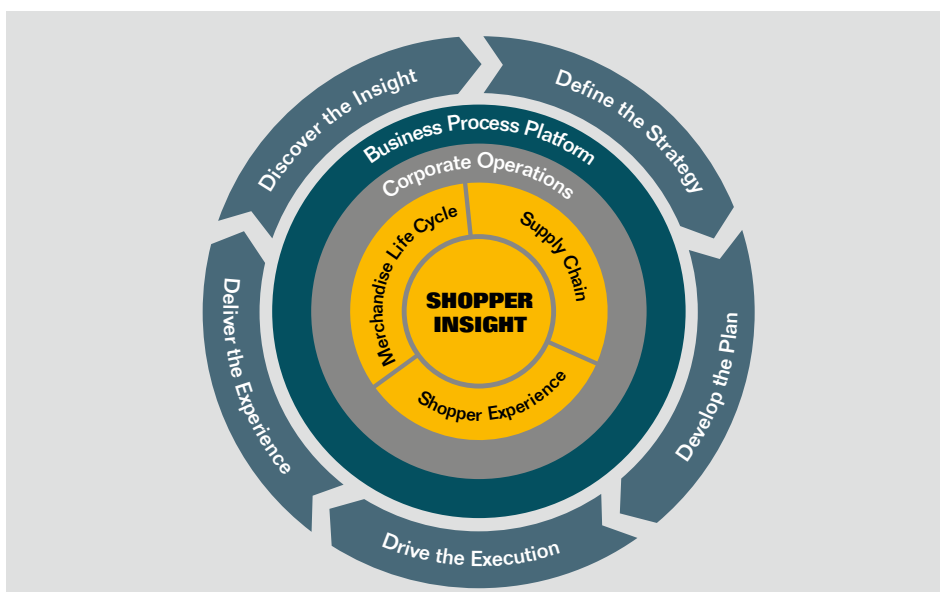 Discover the Insight
Define the Strategy
Develop the Plan
Drive the Execution
Deliver the Experience
Business Process Platform
Corporate Operations
Merchandise Life Cycle
Supply Chain
Shopper Experience
SHOPPER
INSIGHT